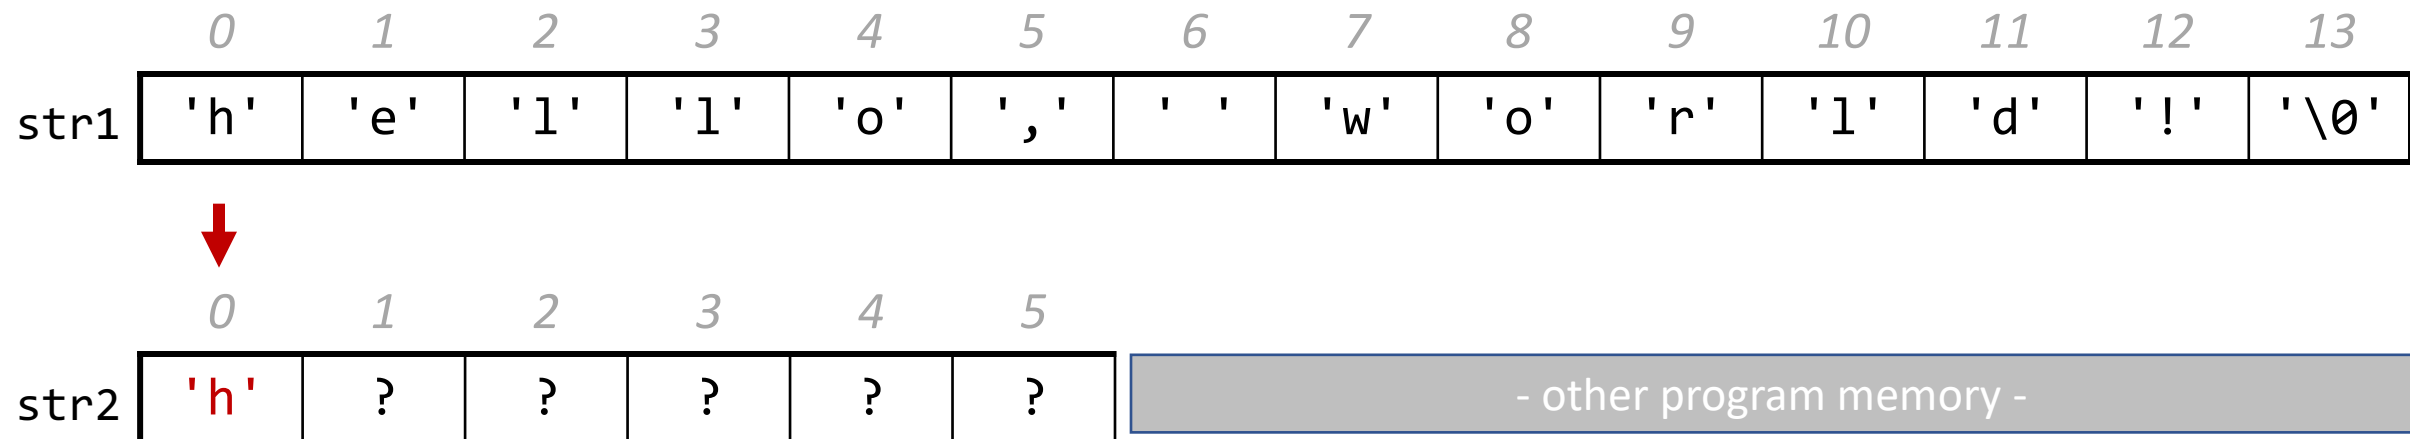 0 1 2 3 4 5 6 7 8 9 10 11 12 13
str1 'h' 'e' 'l' 'l' 'o' ',' ' ' 'w' 'o' 'r' 'l' 'd' '!' '\0'
0 1 2 3 4 5
str2 'h' ? ? ? ? ? - other program memory -